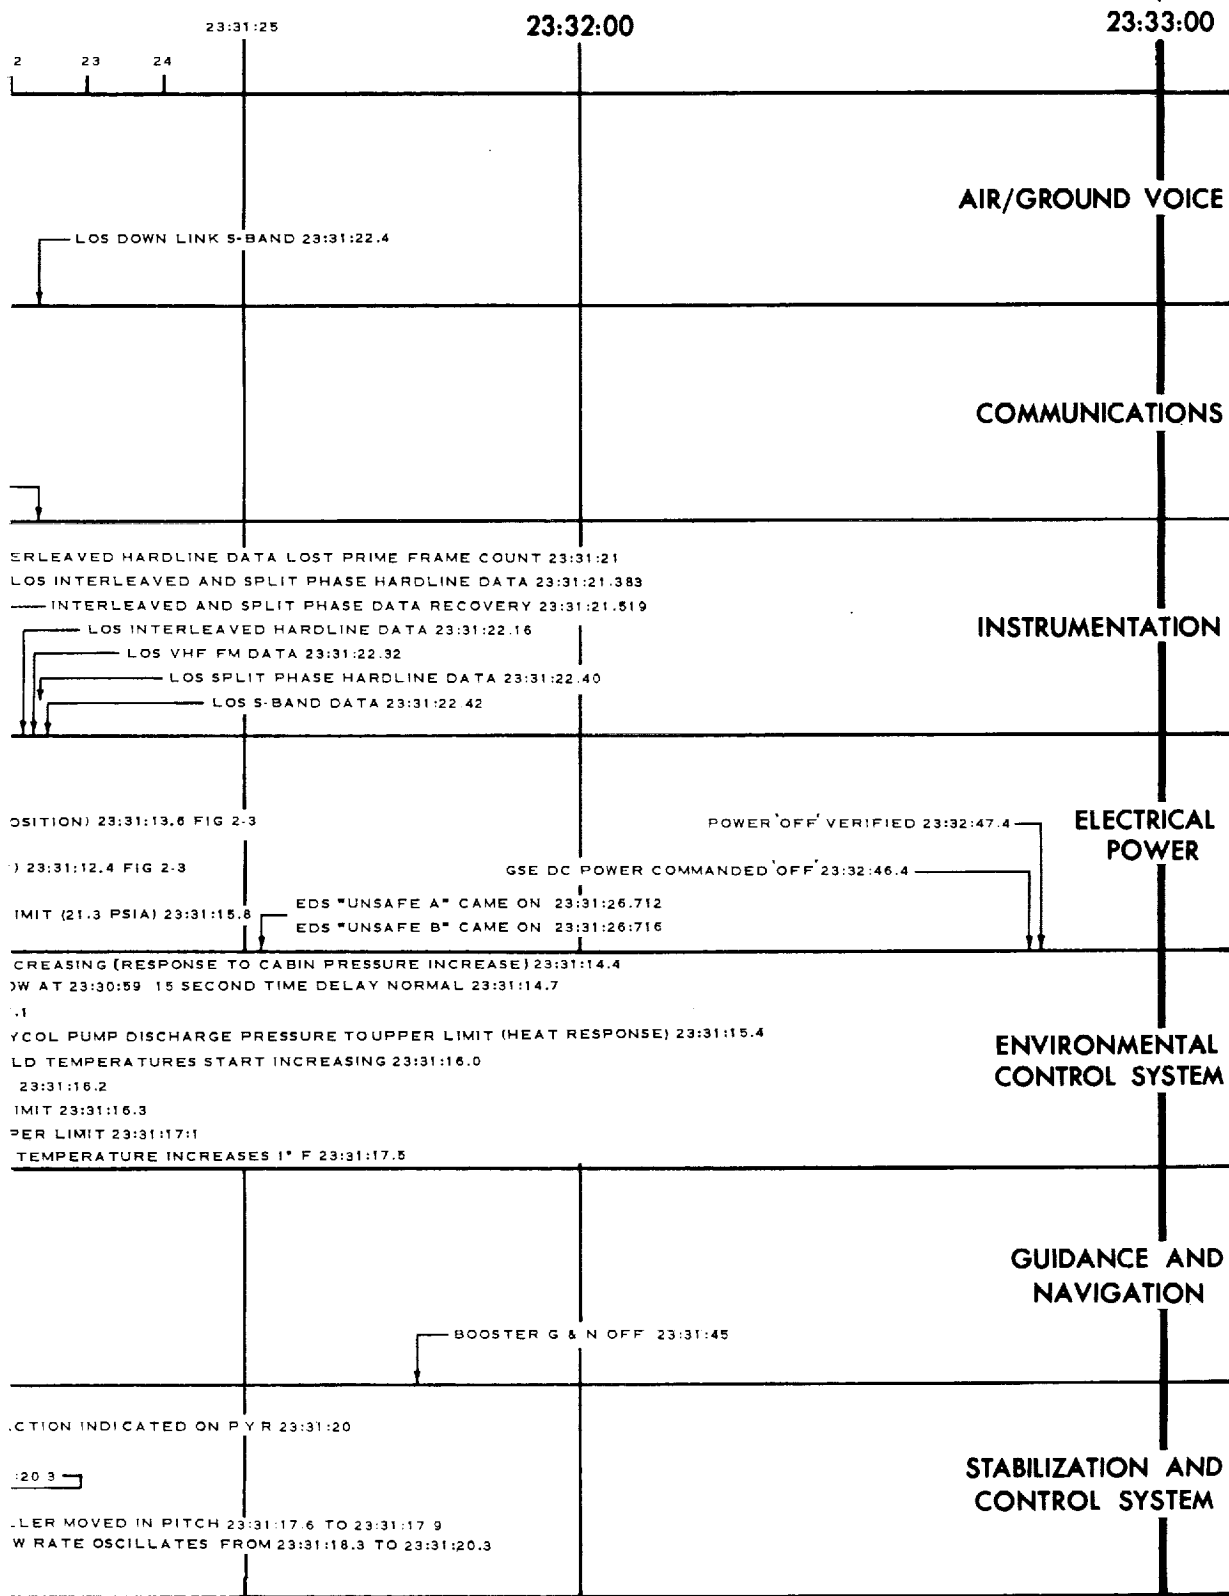 23:31:25 23:32:00 23:33:00
2 23 24
AIR/GROUND VOICE
LOS DOWN LINK S-BAND 23:31:22.4
COMMUNICATIONS
ERLEAVED HARDLINE DATA LOST PRIME FRAME COUNT 23:31:21
LOS INTERLEAVED AND SPLIT PHASE HARDLINE DATA 23:31:21.383
INTERLEAVED AND SPLIT PHASE DATA RECOVERY 23:31:21.519
LOS INTERLEAVED HARDLINE DATA 23:31:22.16
INSTRUMENTATION
LOS VHF FM DATA 23:31:22.32
LOS SPLIT PHASE HARDLINE DATA 23:31:22.40
LOS S-BAND DATA 23:31:22.42
OSITION) 23:31:13.6 FIG 2-3
POWER 'OFF' VERIFIED 23:32:47.4
ELECTRICAL
POWER
) 23:31:12.4 FIG 2-3
GSE DC POWER COMMANDED 'OFF' 23:32:46.4
IMIT (21.3 PSIA) 23:31:15.8
EDS "UNSAFE A" CAME ON 23:31:26.712
EDS "UNSAFE B" CAME ON 23:31:26:716
CREASING (RESPONSE TO CABIN PRESSURE INCREASE) 23:31:14.4
OW AT 23:30:59 15 SECOND TIME DELAY NORMAL 23:31:14.7
.1
YCOL PUMP DISCHARGE PRESSURE TOUPPER LIMIT (HEAT RESPONSE) 23:31:15.4
LD TEMPERATURES START INCREASING 23:31:16.0
ENVIRONMENTAL
CONTROL SYSTEM
23:31:16.2
IMIT 23:31:16.3
PER LIMIT 23:31:17:1
TEMPERATURE INCREASES 1° F 23:31:17.5
GUIDANCE AND
NAVIGATION
BOOSTER G & N OFF 23:31:45
CTION INDICATED ON P Y R 23:31:20
:20 3
STABILIZATION AND
CONTROL SYSTEM
LER MOVED IN PITCH 23:31:17.6 TO 23:31:17 9
W RATE OSCILLATES FROM 23:31:18.3 TO 23:31:20.3